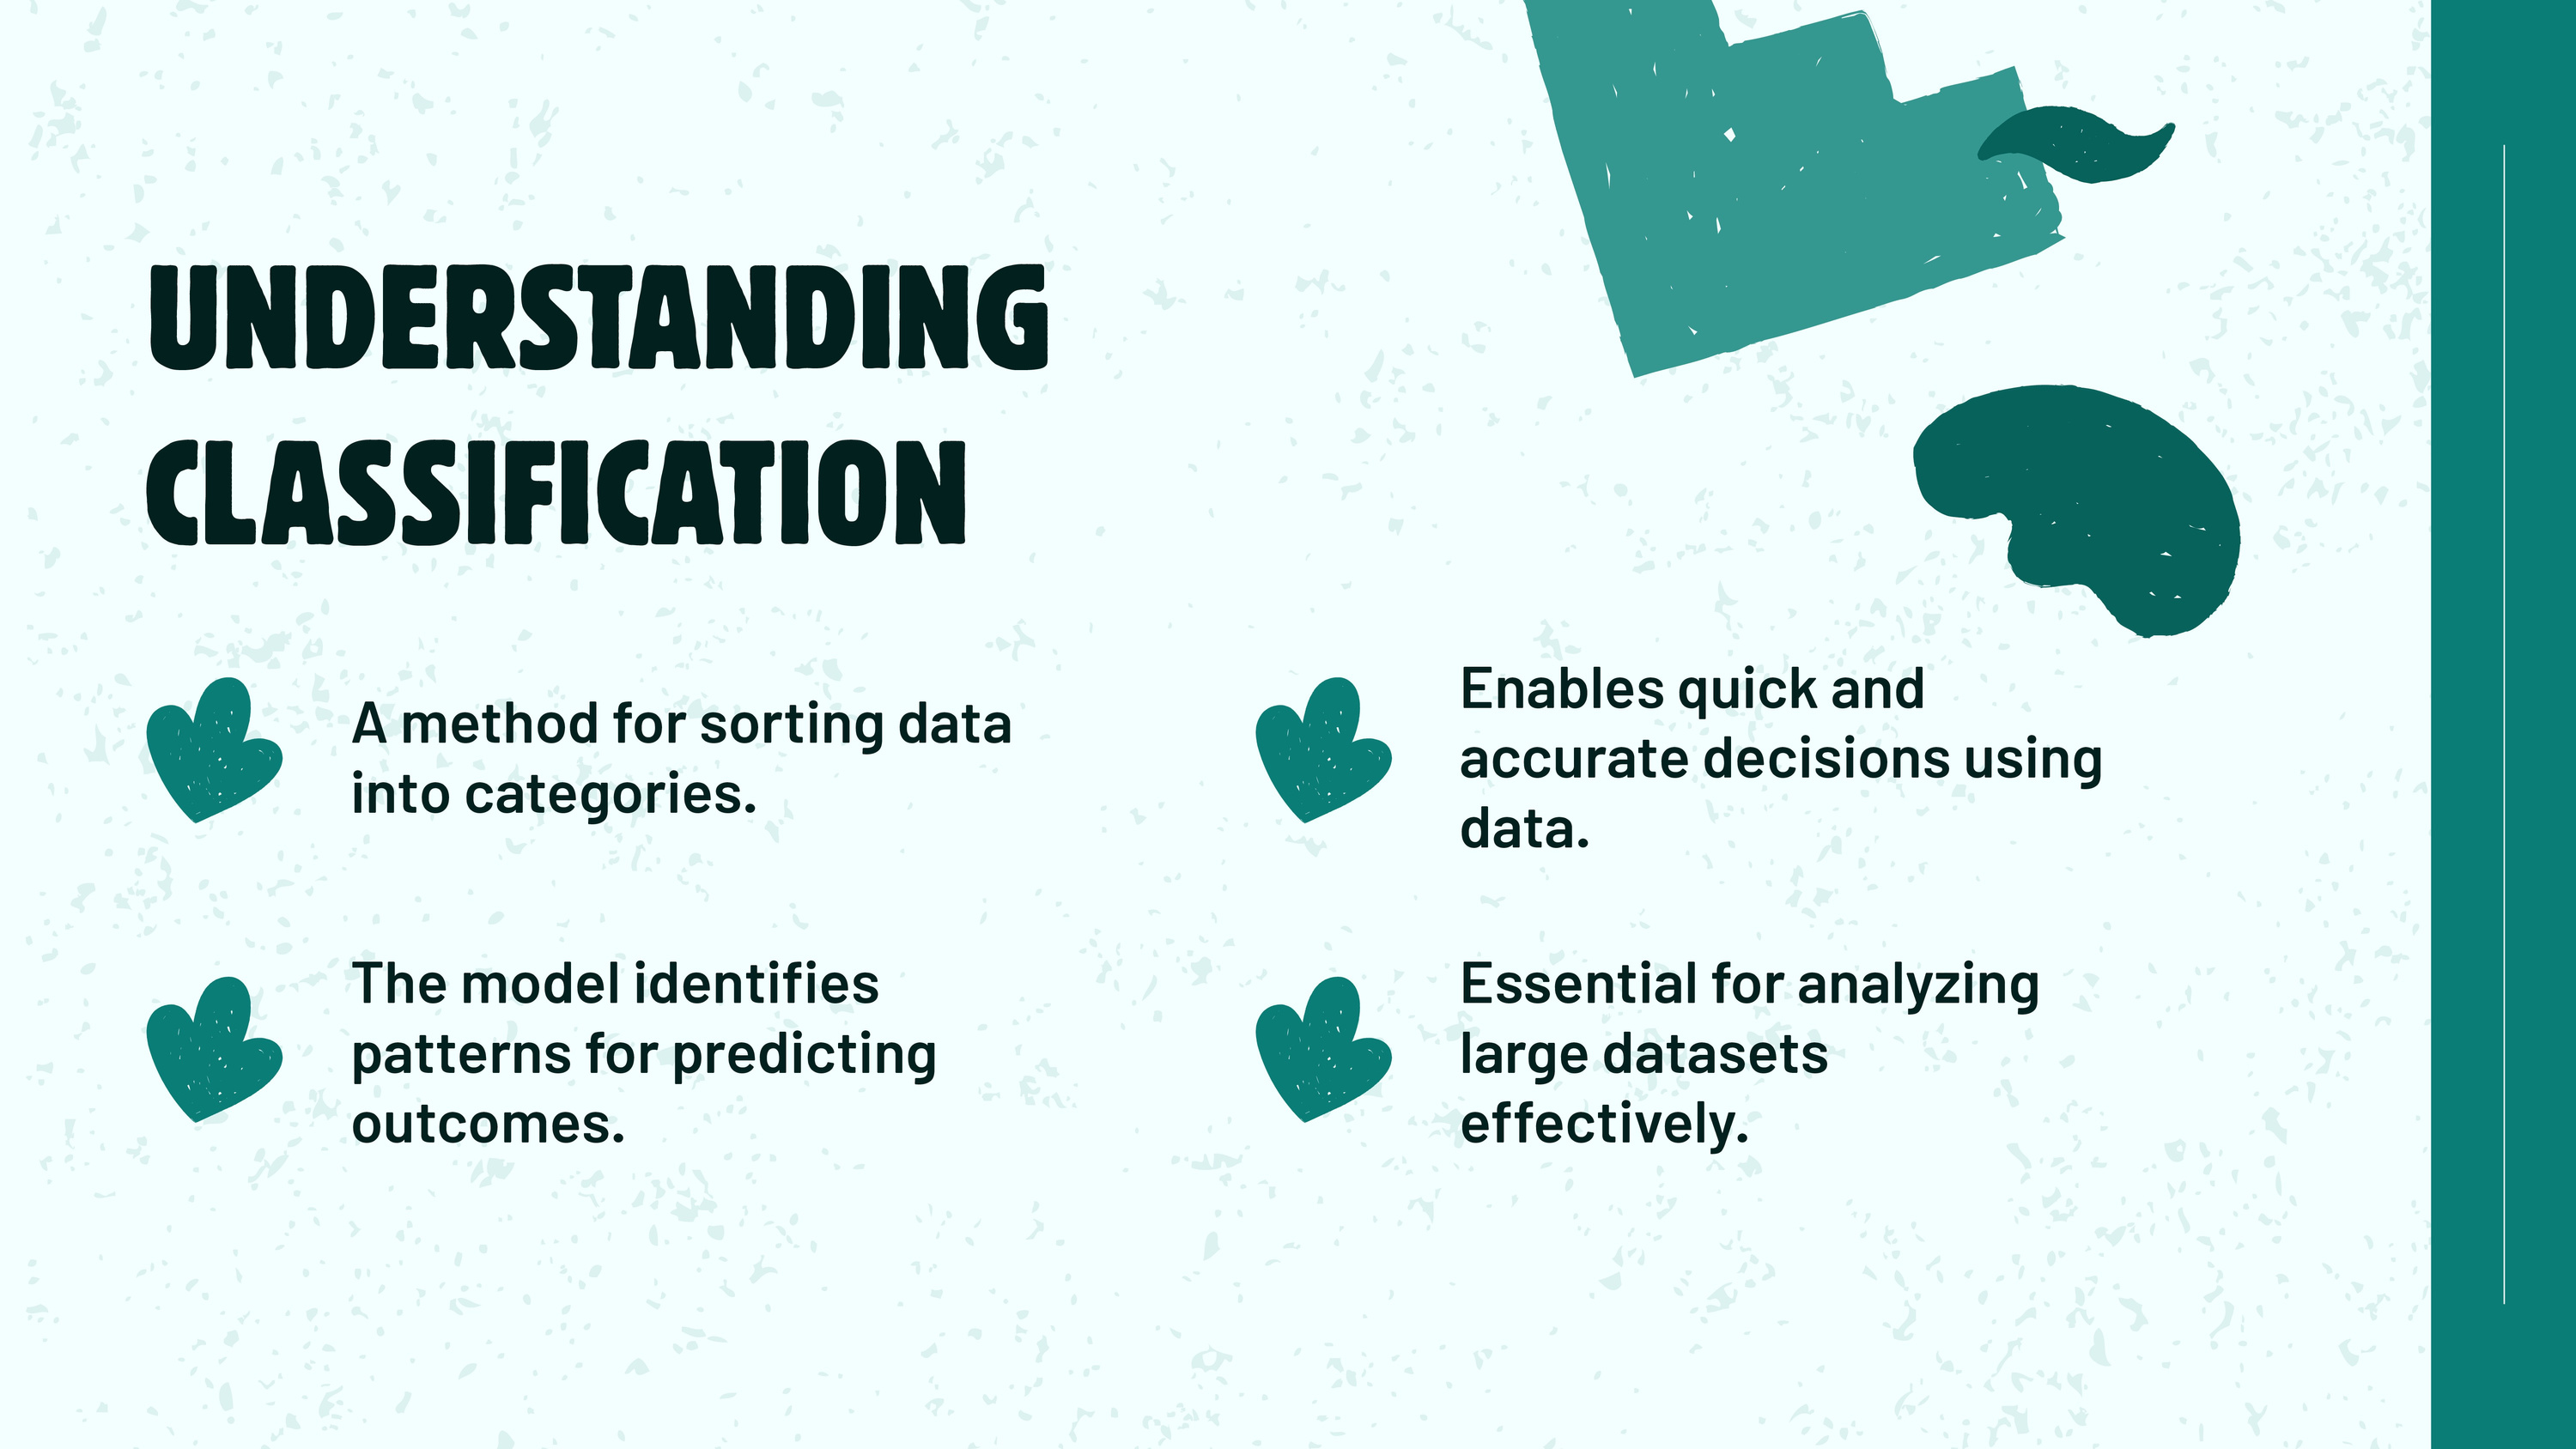 UNDERSTANDING
CLASSIFICATION
A method for sorting data
into categories.
The model identifies
patterns for predicting
outcomes.
Enables quick and
accurate decisions using
data.
Essential for analyzing
large datasets
effectively.